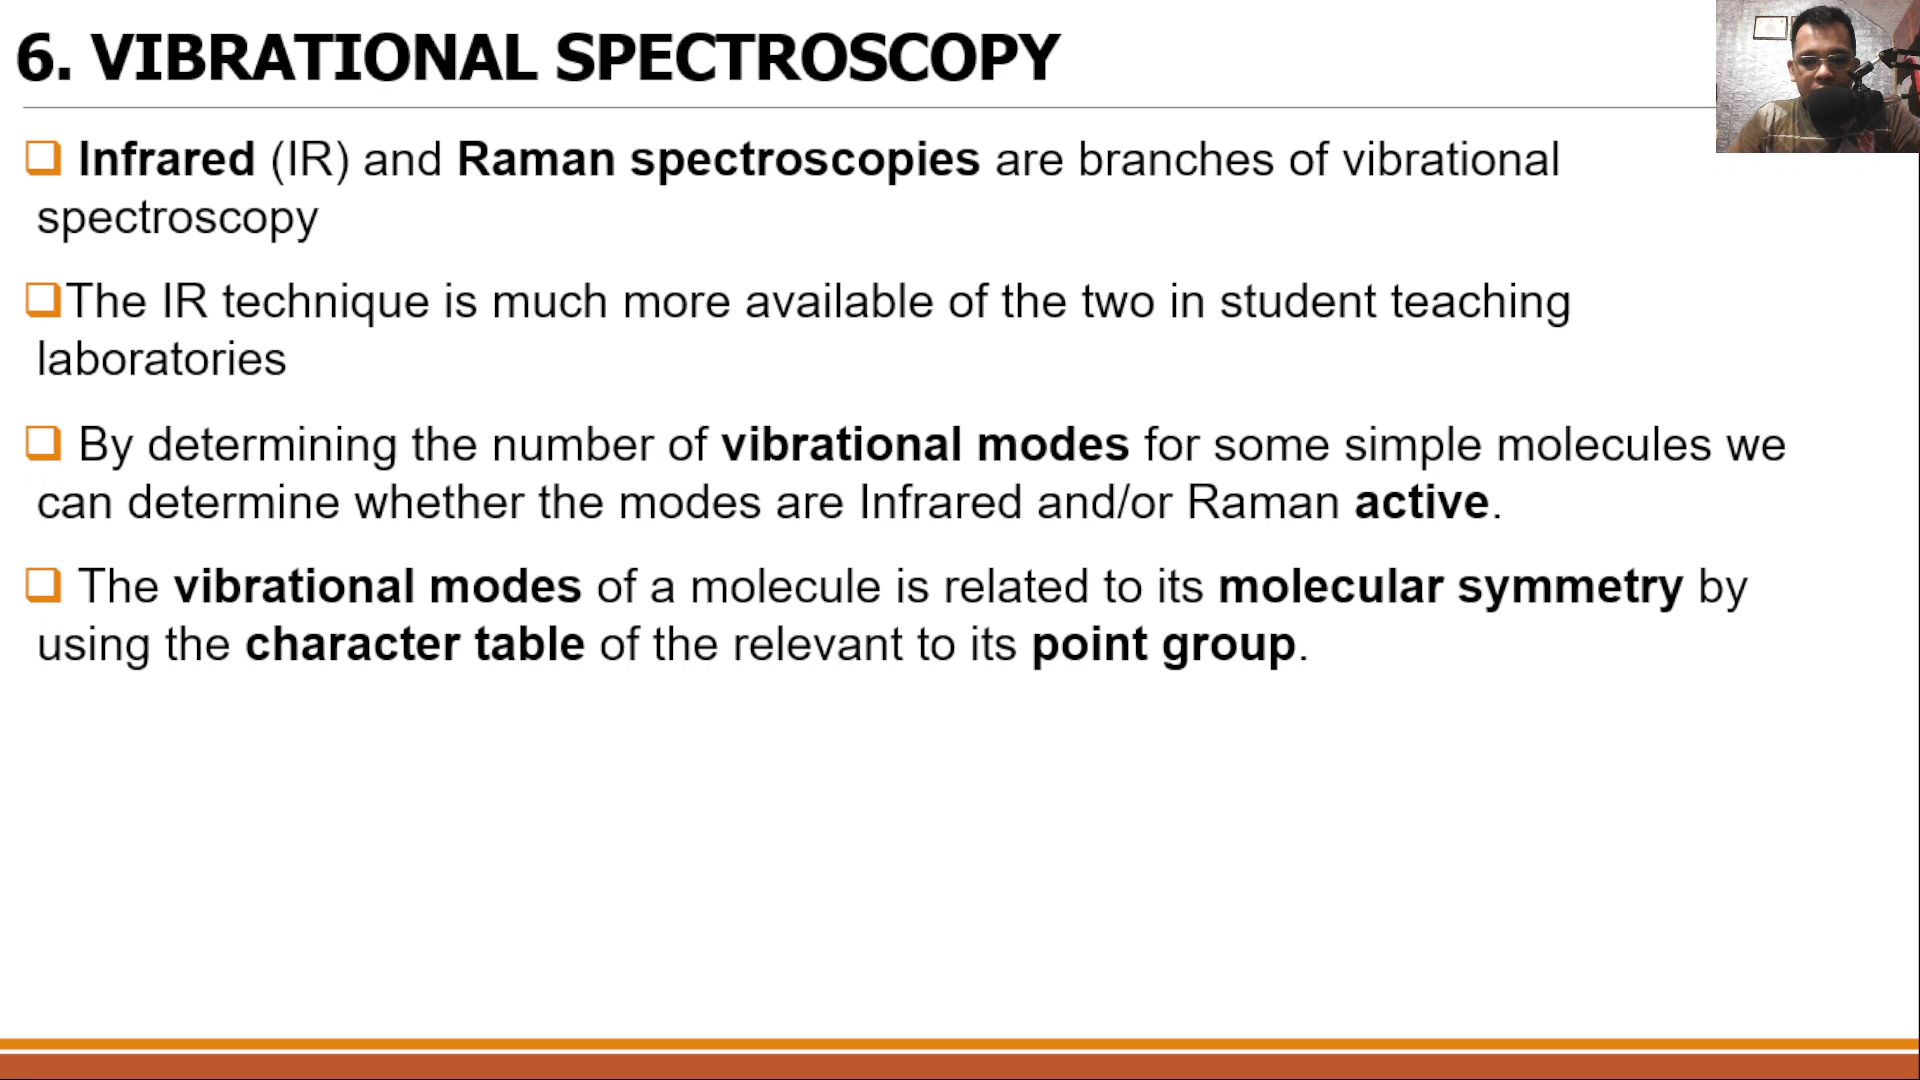 6. VIBRATIONAL SPECTROSCOPY
Infrared (IR) and Raman spectroscopies are branches of vibrational
spectroscopy
The IR technique is much more available of the two in student teaching
laboratories
By determining the number of vibrational modes for some simple molecules we
can determine whether the modes are Infrared and/or Raman active.
The vibrational modes of a molecule is related to its molecular symmetry by
using the character table of the relevant to its point group.